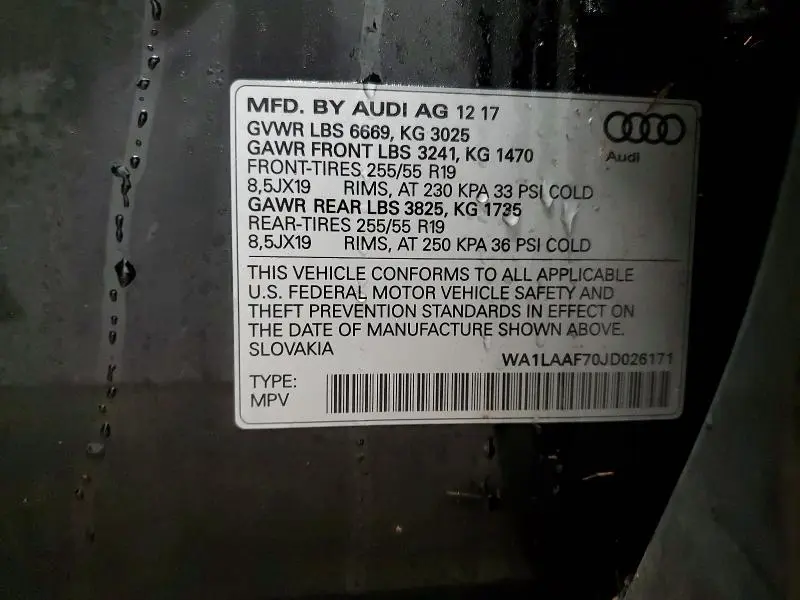 MFD. BY AUDI AG 12 17
GVWR LBS 6669, KG 3025
GAWR FRONT LBS 3241, KG 1470
FRONT-TIRES 255/55 R19
8,5JX19 RIMS, AT 230 KPA 33 PSI COLD
GAWR REAR LBS 3825, KG 1735
REAR-TIRES 255/55 R19
8,5JX19 RIMS, AT 250 KPA 36 PSI COLD
Audi
THIS VEHICLE CONFORMS TO ALL APPLICABLE
U.S. FEDERAL MOTOR VEHICLE SAFETY AND
THEFT PREVENTION STANDARDS IN EFFECT ON
THE DATE OF MANUFACTURE SHOWN ABOVE.
SLOVAKIA WA1LAAF70JD026171
TYPE:
MPV